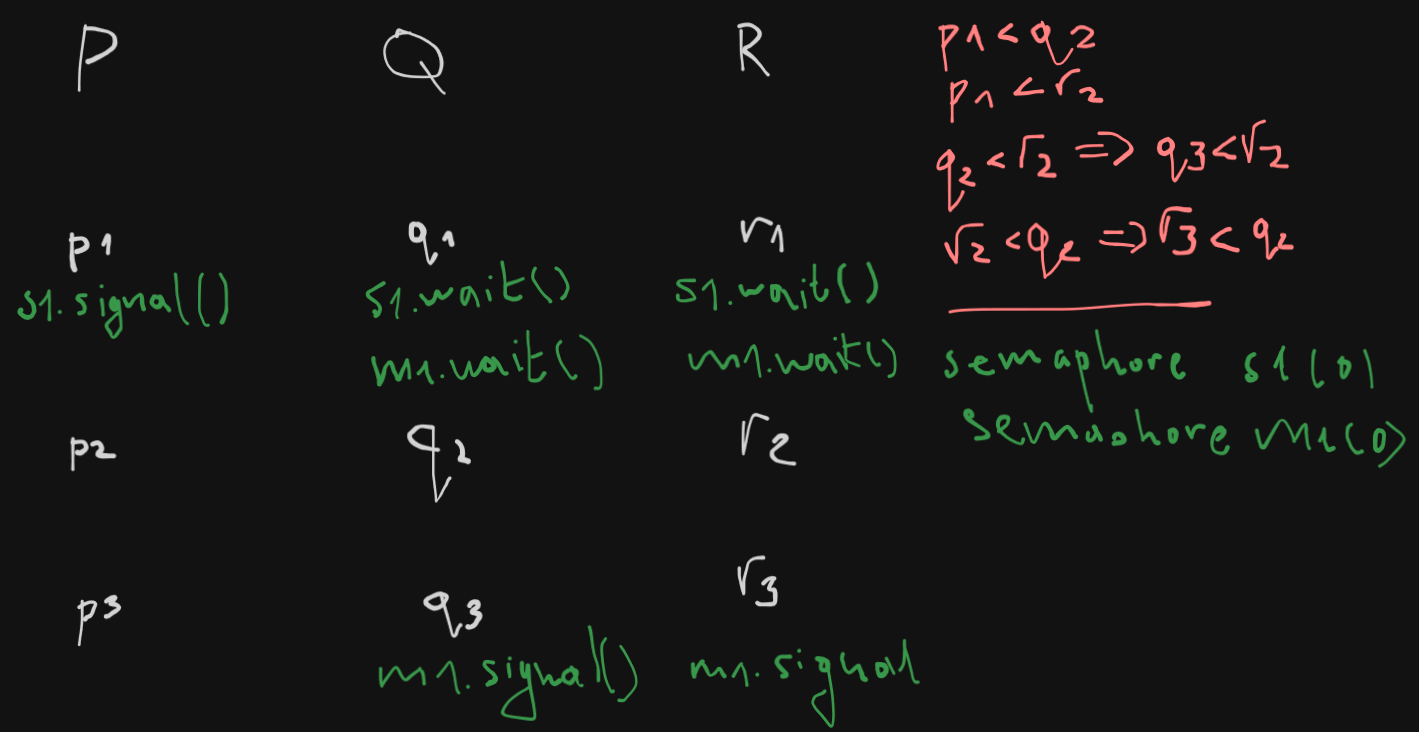 P Q R
p1 < q2
p1 < r2
q2 < r2 => q3 < r2
r2 < q2 => r3 < q2
p1 q1 r1
s1.signal() s1.wait() s1.wait()
m1.wait() m1.wait()
semaphore s1(0)
semaphore m1(0)
p2 q2 r2
p3 q3 r3
m1.signal() m1.signal